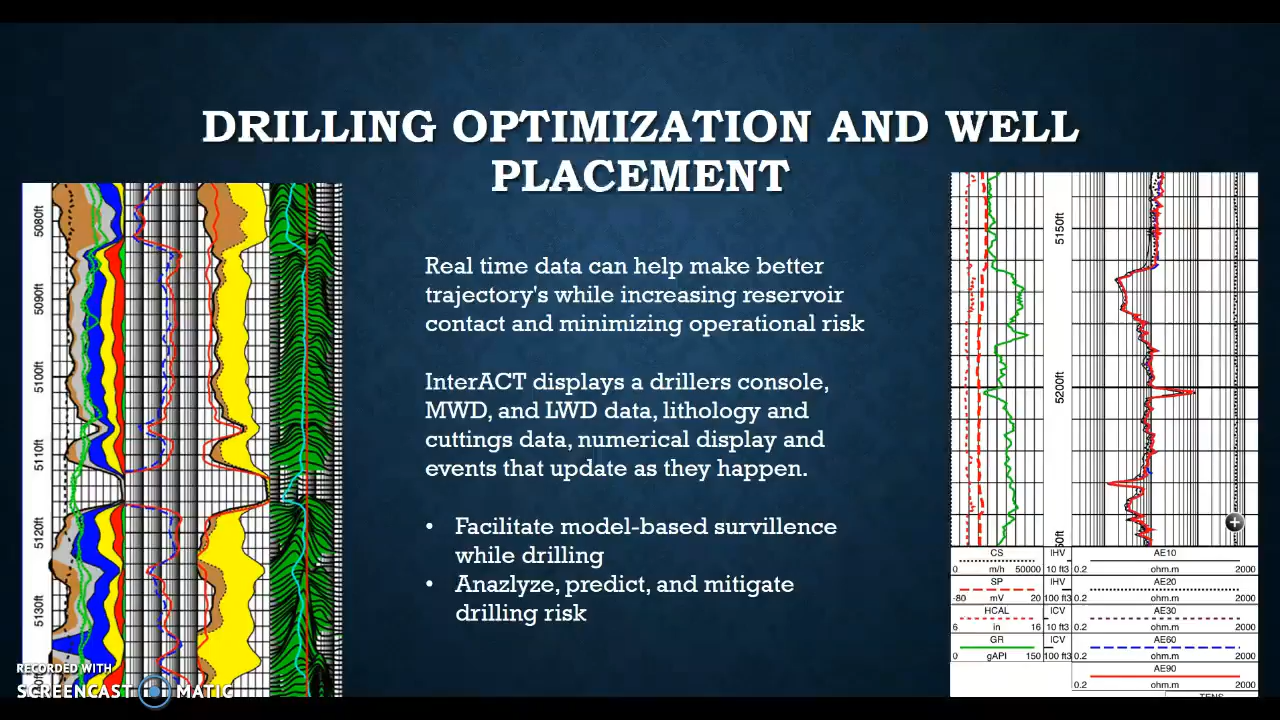 DRILLING OPTIMIZATION AND WELL
PLACEMENT
5080ft
5090ft
5100ft
5110ft
5120ft
5130ft
Real time data can help make better
trajectory's while increasing reservoir
contact and minimizing operational risk
InterACT displays a drillers console,
MWD, and LWD data, lithology and
cuttings data, numerical display and
events that update as they happen.
• Facilitate model-based survillence
while drilling
• Anazlyze, predict, and mitigate
drilling risk
5150ft
5200ft
CS IHV AE10
0 m/h 50000 10 ft3 0.2 ohm.m 2000
SP IHV AE20
-80 mV 20 100 ft3 0.2 ohm.m 2000
HCAL ICV AE30
6 in 16 10 ft3 0.2 ohm.m 2000
GR ICV AE60
0 gAPI 150 100 ft3 0.2 ohm.m 2000
AE90
0.2 ohm.m 2000
TENS
RECORDED WITH
SCREENCAST MATIC